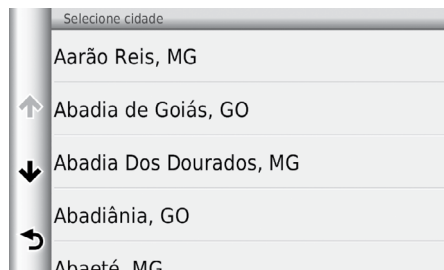 Selecione cidade
Aarão Reis, MG
Abadia de Goiás, GO
Abadia Dos Dourados, MG
Abadiânia, GO
Abaeté, MG